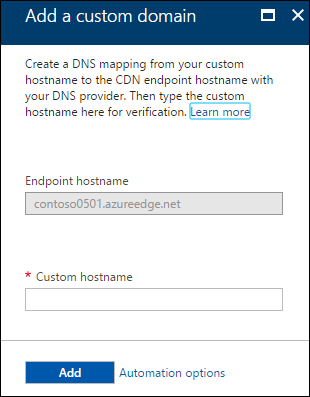 Add a custom domain
Create a DNS mapping from your custom
hostname to the CDN endpoint hostname with
your DNS provider. Then type the custom
hostname here for verification. Learn more
Endpoint hostname
contoso0501.azureedge.net
* Custom hostname
Add Automation options